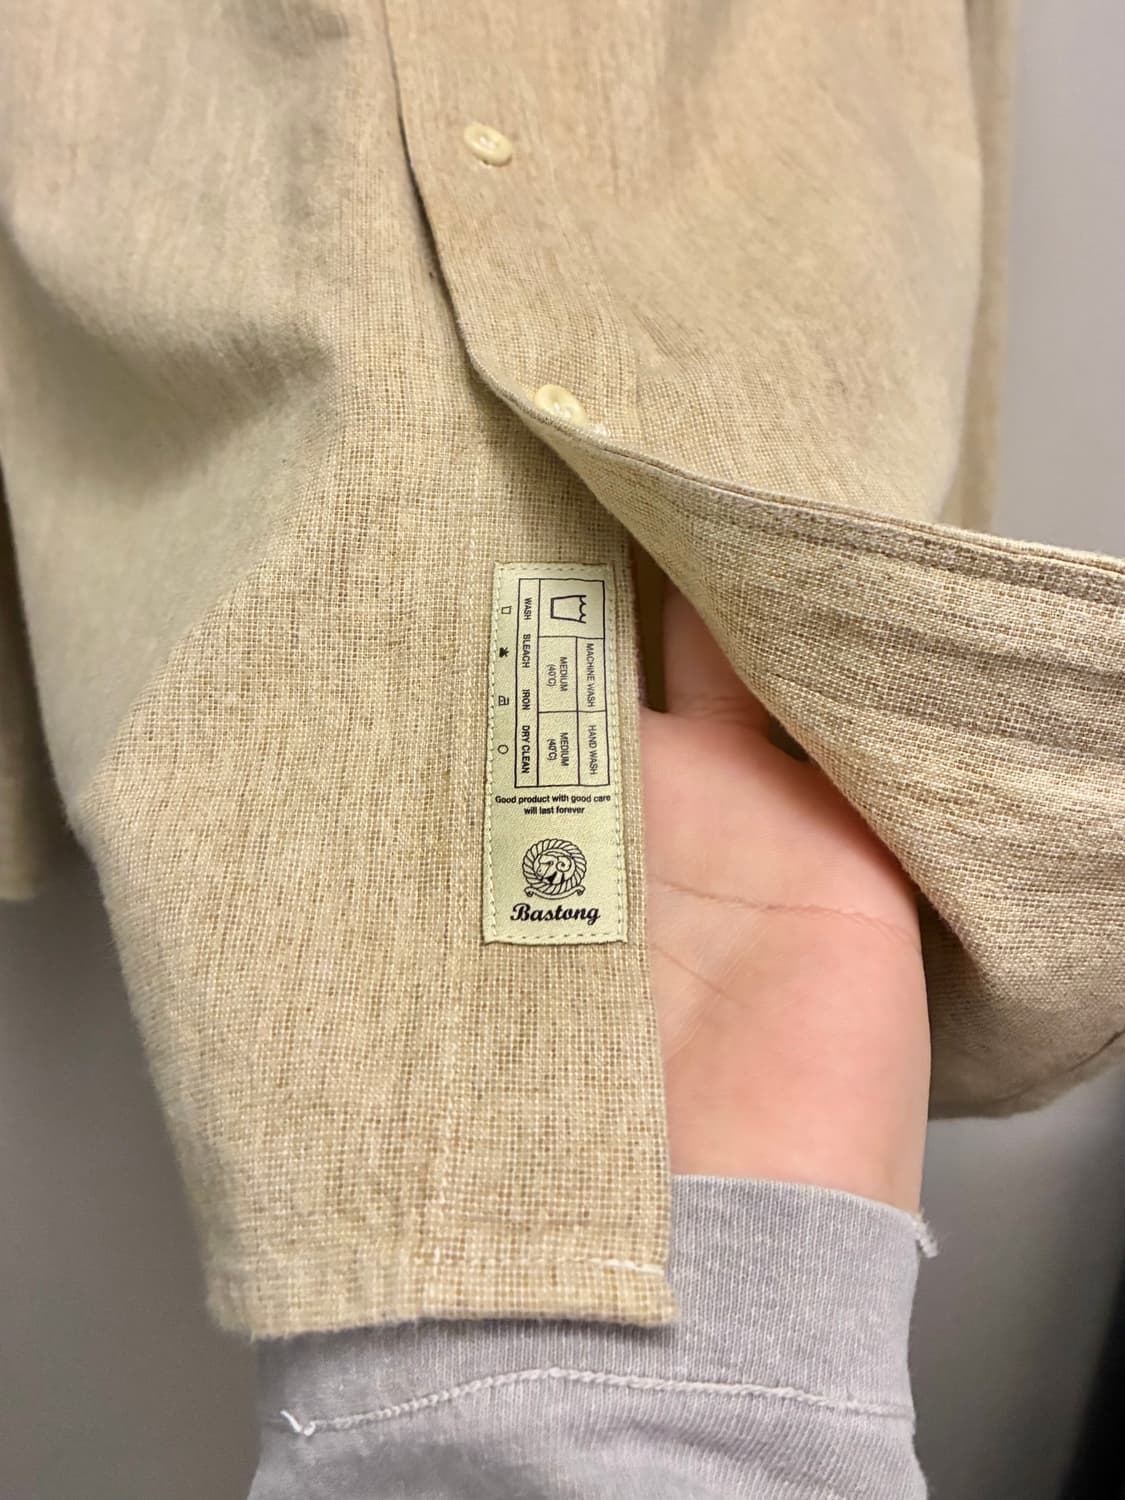 MACHINE WASH
HAND WASH
MEDIUM
(40°C)
MEDIUM
(40°C)
WASH BLEACH IRON DRY CLEAN
Good product with good care
will last forever
Bastong